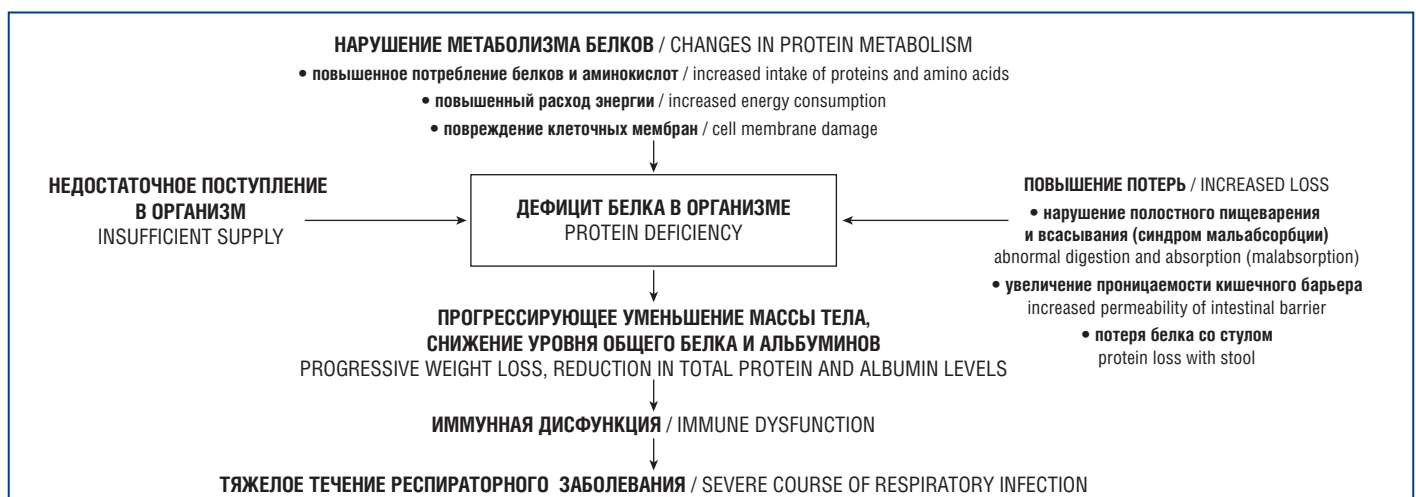 НАРУШЕНИЕ МЕТАБОЛИЗМА БЕЛКОВ / CHANGES IN PROTEIN METABOLISM
• повышенное потребление белков и аминокислот / increased intake of proteins and amino acids
• повышенный расход энергии / increased energy consumption
• повреждение клеточных мембран / cell membrane damage
НЕДОСТАТОЧНОЕ ПОСТУПЛЕНИЕ
В ОРГАНИЗМ
INSUFFICIENT SUPPLY
ДЕФИЦИТ БЕЛКА В ОРГАНИЗМЕ
PROTEIN DEFICIENCY
ПОВЫШЕНИЕ ПОТЕРЬ / INCREASED LOSS
• нарушение полостного пищеварения
и всасывания (синдром мальабсорбции)
abnormal digestion and absorption (malabsorption)
• увеличение проницаемости кишечного барьера
increased permeability of intestinal barrier
• потеря белка со стулом
protein loss with stool
ПРОГРЕССИРУЮЩЕЕ УМЕНЬШЕНИЕ МАССЫ ТЕЛА,
СНИЖЕНИЕ УРОВНЯ ОБЩЕГО БЕЛКА И АЛЬБУМИНОВ
PROGRESSIVE WEIGHT LOSS, REDUCTION IN TOTAL PROTEIN AND ALBUMIN LEVELS
ИММУННАЯ ДИСФУНКЦИЯ / IMMUNE DYSFUNCTION
ТЯЖЕЛОЕ ТЕЧЕНИЕ РЕСПИРАТОРНОГО ЗАБОЛЕВАНИЯ / SEVERE COURSE OF RESPIRATORY INFECTION